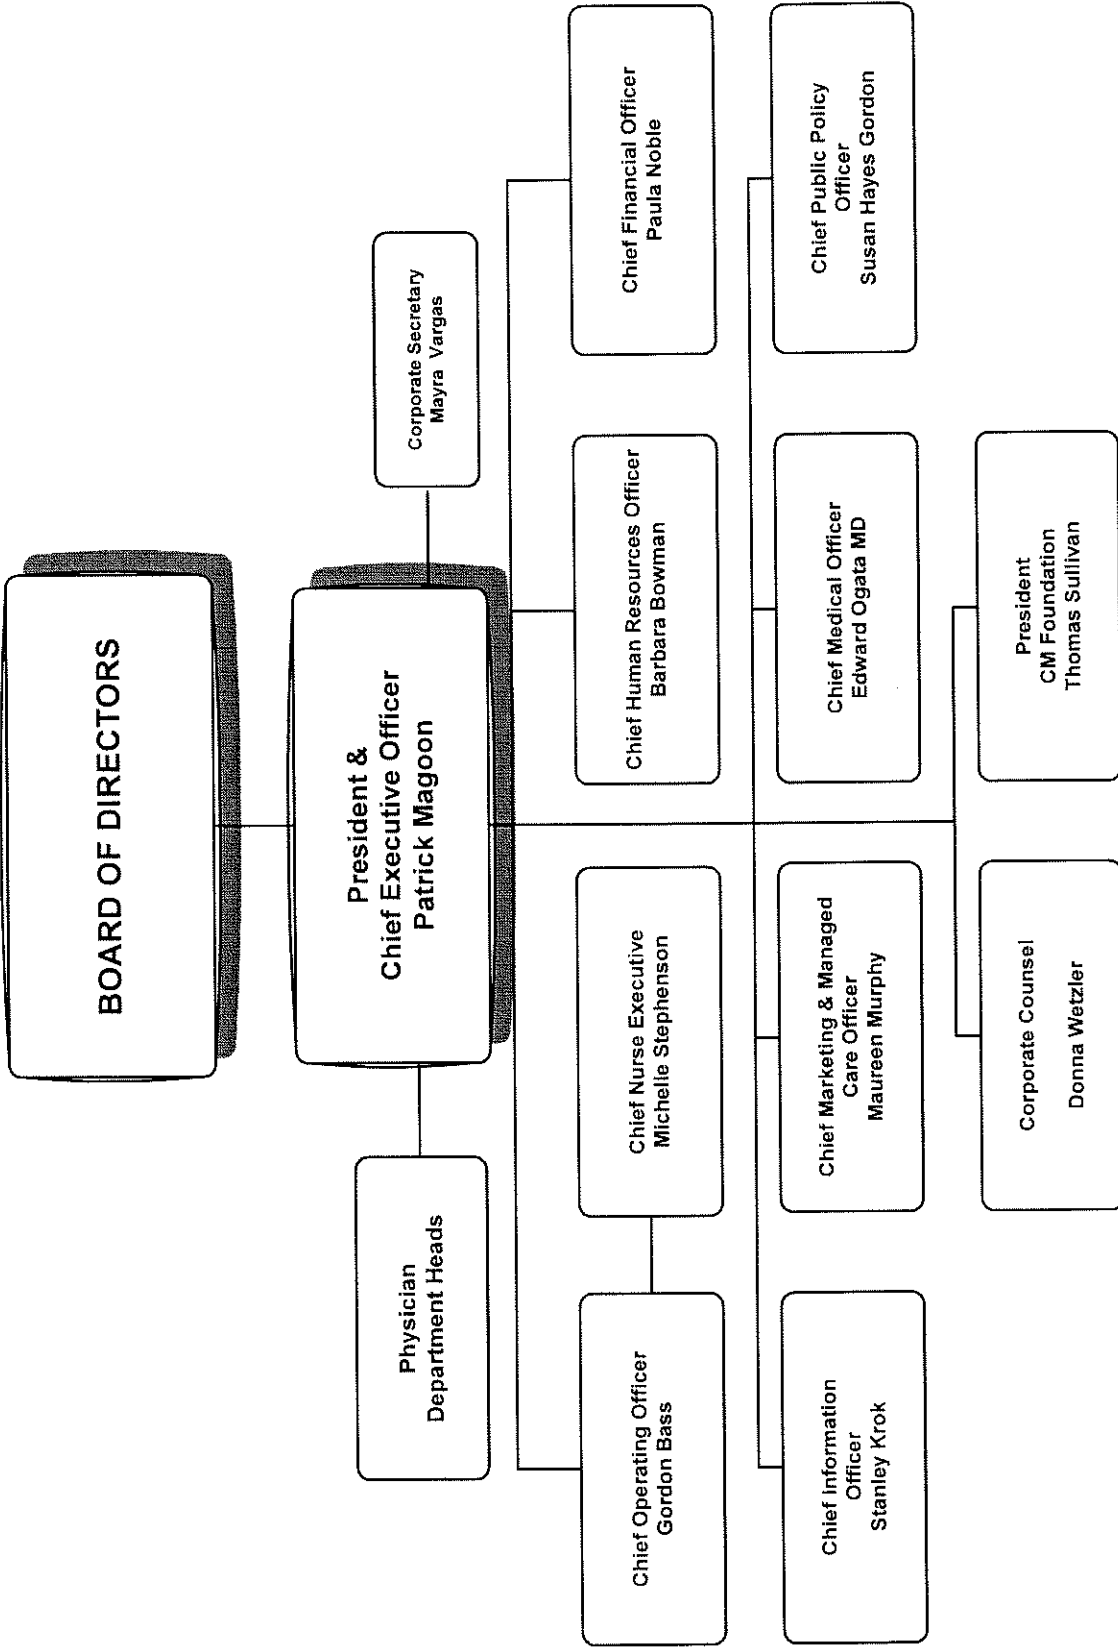 BOARD OF DIRECTORS
President &
Chief Executive Officer
Patrick Magoon
Physician
Department Heads
Corporate Secretary
Mayra Vargas
Chief Operating Officer
Gordon Bass
Chief Nurse Executive
Michelle Stephenson
Chief Human Resources Officer
Barbara Bowman
Chief Financial Officer
Paula Noble
Chief Information
Officer
Stanley Krok
Chief Marketing & Managed
Care Officer
Maureen Murphy
Chief Medical Officer
Edward Ogata MD
Chief Public Policy
Officer
Susan Hayes Gordon
Corporate Counsel
Donna Wetzler
President
CM Foundation
Thomas Sullivan